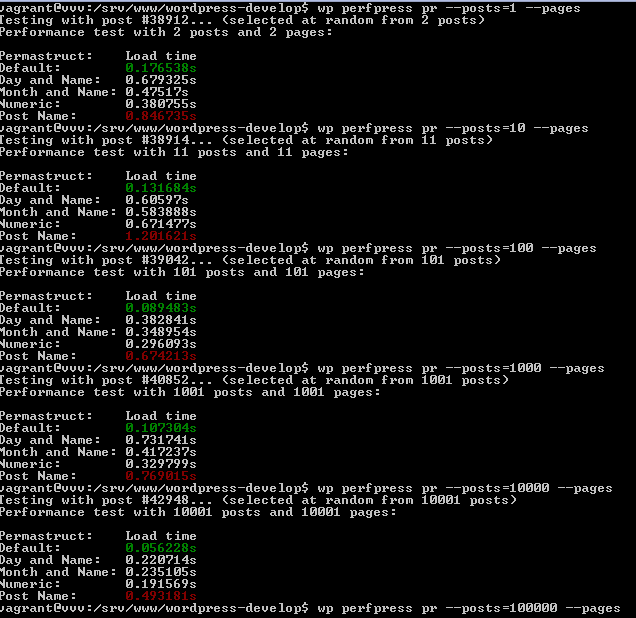 vagrant@vvv:/srv/www/wordpress-develop$ wp perfpress pr --posts=1 --pages
Testing with post #38912... (selected at random from 2 posts)
Performance test with 2 posts and 2 pages:
Permastruct: Load time
Default: 0.176538s
Day and Name: 0.679325s
Month and Name: 0.47517s
Numeric: 0.380755s
Post Name: 0.846735s
vagrant@vvv:/srv/www/wordpress-develop$ wp perfpress pr --posts=10 --pages
Testing with post #38914... (selected at random from 11 posts)
Performance test with 11 posts and 11 pages:
Permastruct: Load time
Default: 0.131684s
Day and Name: 0.60597s
Month and Name: 0.583888s
Numeric: 0.671477s
Post Name: 1.201621s
vagrant@vvv:/srv/www/wordpress-develop$ wp perfpress pr --posts=100 --pages
Testing with post #39042... (selected at random from 101 posts)
Performance test with 101 posts and 101 pages:
Permastruct: Load time
Default: 0.089483s
Day and Name: 0.382841s
Month and Name: 0.348954s
Numeric: 0.296093s
Post Name: 0.674213s
vagrant@vvv:/srv/www/wordpress-develop$ wp perfpress pr --posts=1000 --pages
Testing with post #40852... (selected at random from 1001 posts)
Performance test with 1001 posts and 1001 pages:
Permastruct: Load time
Default: 0.107304s
Day and Name: 0.731741s
Month and Name: 0.417237s
Numeric: 0.329799s
Post Name: 0.769015s
vagrant@vvv:/srv/www/wordpress-develop$ wp perfpress pr --posts=10000 --pages
Testing with post #42948... (selected at random from 10001 posts)
Performance test with 10001 posts and 10001 pages:
Permastruct: Load time
Default: 0.056228s
Day and Name: 0.220714s
Month and Name: 0.235105s
Numeric: 0.191569s
Post Name: 0.493181s
vagrant@vvv:/srv/www/wordpress-develop$ wp perfpress pr --posts=100000 --pages